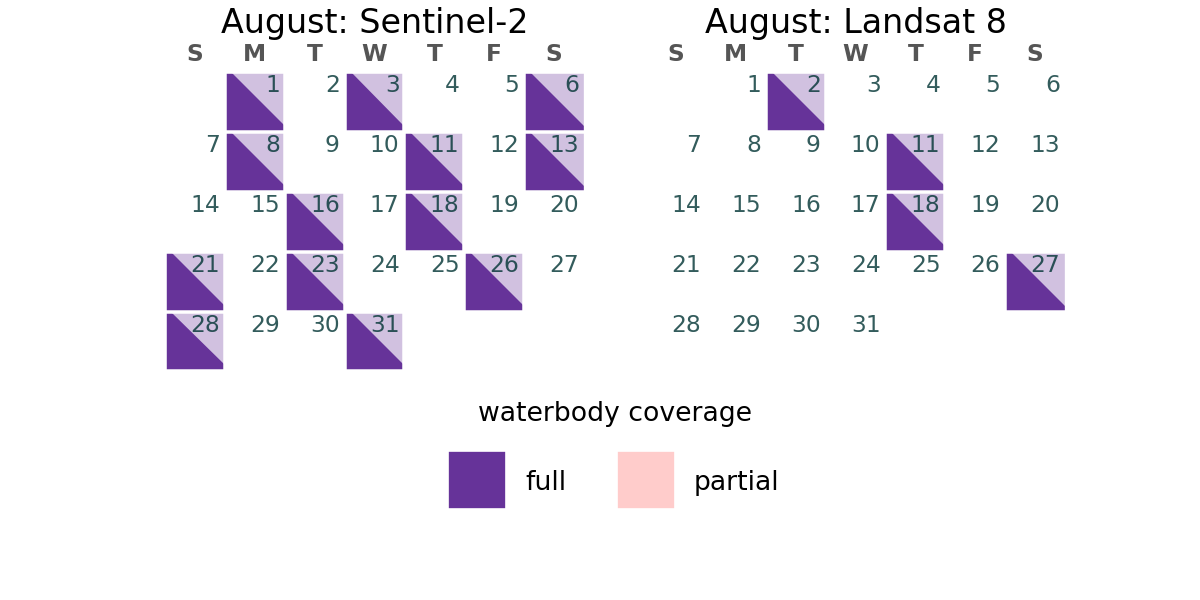 August: Sentinel-2
S M T W T F S
1 2 3 4 5 6
7 8 9 10 11 12 13
14 15 16 17 18 19 20
21 22 23 24 25 26 27
28 29 30 31
August: Landsat 8
S M T W T F S
1 2 3 4 5 6
7 8 9 10 11 12 13
14 15 16 17 18 19 20
21 22 23 24 25 26 27
28 29 30 31
waterbody coverage
full partial